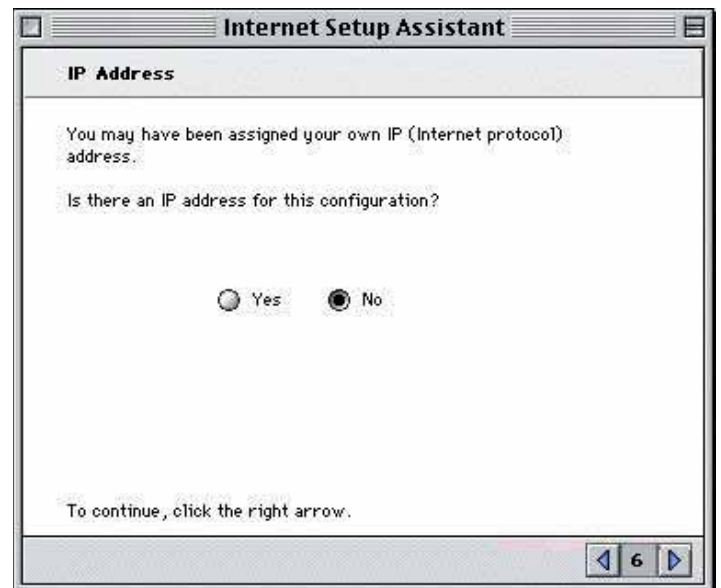 Internet Setup Assistant
IP Address
You may have been assigned your own IP (Internet protocol)
address.
Is there an IP address for this configuration?
Yes No
To continue, click the right arrow.
6